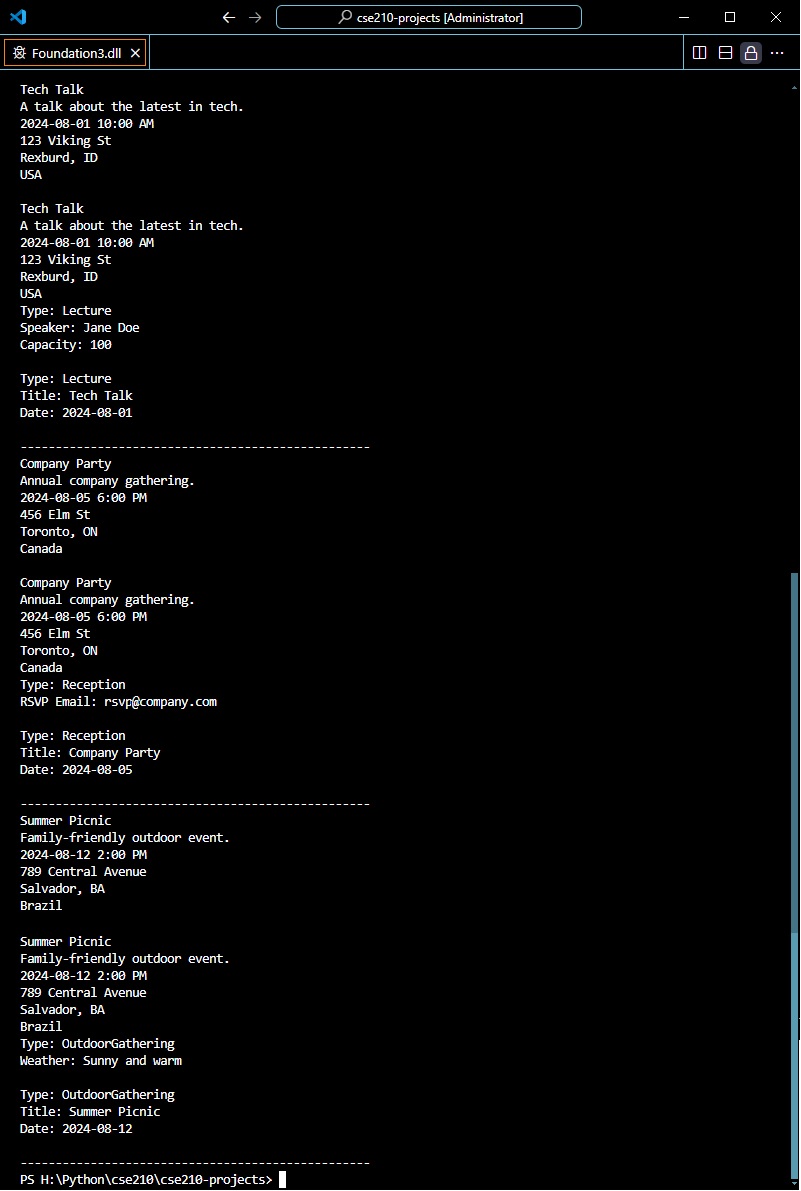 cse210-projects [Administrator]
Foundation3.dll
Tech Talk
A talk about the latest in tech.
2024-08-01 10:00 AM
123 Viking St
Rexburd, ID
USA
Tech Talk
A talk about the latest in tech.
2024-08-01 10:00 AM
123 Viking St
Rexburd, ID
USA
Type: Lecture
Speaker: Jane Doe
Capacity: 100
Type: Lecture
Title: Tech Talk
Date: 2024-08-01
--------------------------------------------------
Company Party
Annual company gathering.
2024-08-05 6:00 PM
456 Elm St
Toronto, ON
Canada
Company Party
Annual company gathering.
2024-08-05 6:00 PM
456 Elm St
Toronto, ON
Canada
Type: Reception
RSVP Email: rsvp@company.com
Type: Reception
Title: Company Party
Date: 2024-08-05
--------------------------------------------------
Summer Picnic
Family-friendly outdoor event.
2024-08-12 2:00 PM
789 Central Avenue
Salvador, BA
Brazil
Summer Picnic
Family-friendly outdoor event.
2024-08-12 2:00 PM
789 Central Avenue
Salvador, BA
Brazil
Type: OutdoorGathering
Weather: Sunny and warm
Type: OutdoorGathering
Title: Summer Picnic
Date: 2024-08-12
--------------------------------------------------
PS H:\Python\cse210\cse210-projects>